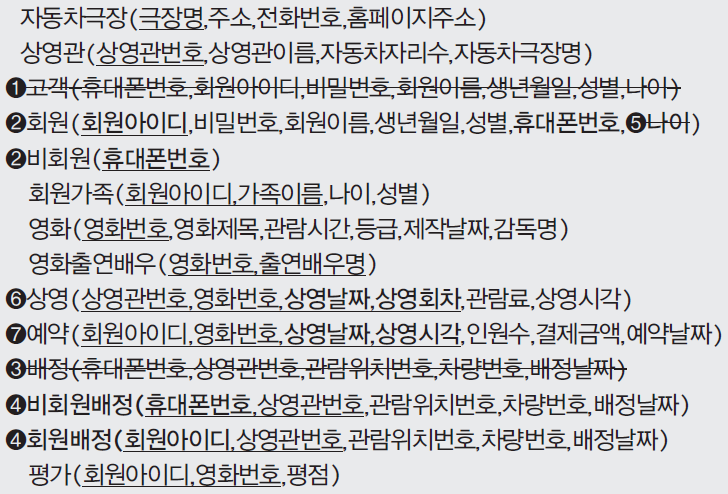 자동차극장(극장명,주소,전화번호,홈페이지주소)
상영관(상영관번호,상영관이름,자동차자리수,자동차극장명)
❶고객(휴대폰번호,회원아이디,비밀번호,회원이름,생년월일,성별,나이)
❷회원(회원아이디,비밀번호,회원이름,생년월일,성별,휴대폰번호,❺나이)
❷비회원(휴대폰번호)
회원가족(회원아이디,가족이름,나이,성별)
영화(영화번호,영화제목,관람시간,등급,제작날짜,감독명)
영화출연배우(영화번호,출연배우명)
❻상영(상영관번호,영화번호,상영날짜,상영회차,관람료,상영시각)
❼예약(회원아이디,영화번호,상영날짜,상영시각,인원수,결제금액,예약날짜)
❸배정(휴대폰번호,상영관번호,관람위치번호,차량번호,배정날짜)
❹비회원배정(휴대폰번호,상영관번호,관람위치번호,차량번호,배정날짜)
❹회원배정(회원아이디,상영관번호,관람위치번호,차량번호,배정날짜)
평가(회원아이디,영화번호,평점)